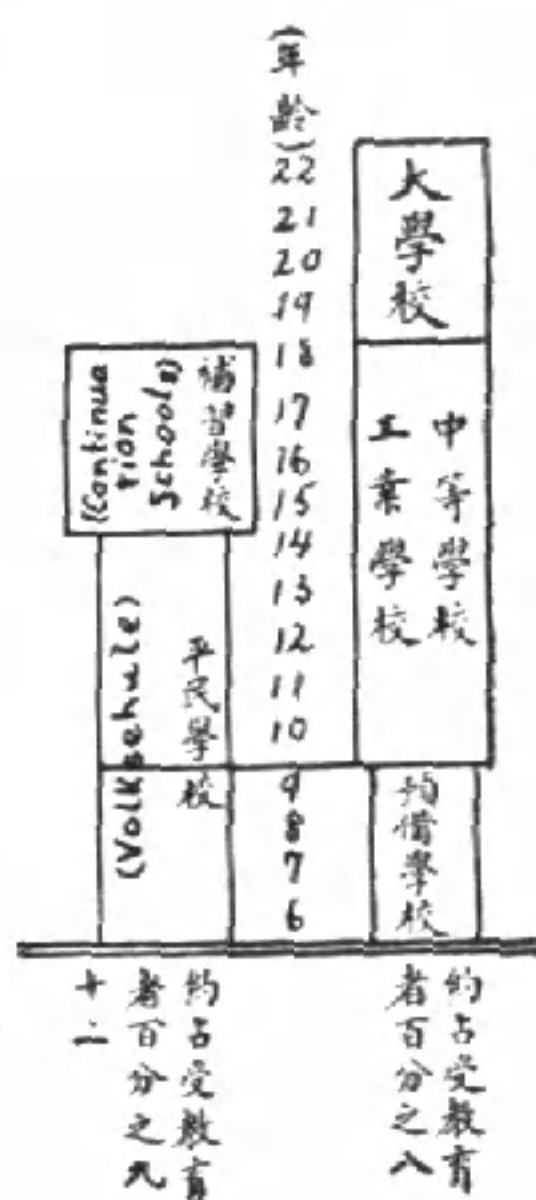 (年齡)
22
21
20
19
18
17
16
15
14
13
12
11
10
9
8
7
6
大學校
中等學校
工業學校
預備學校
約占受教育
者百分之八
補習學校
(Continua
tion
Schools)
平民學校
(Volkschule)
約占受教育
者百分之九
十二